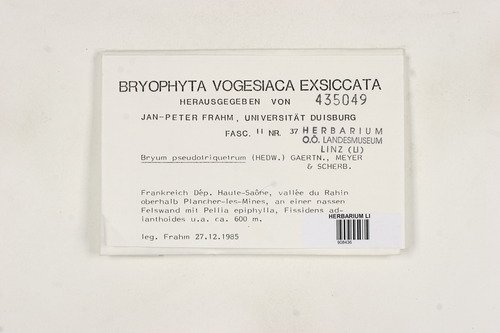 BRYOPHYTA VOGESIACA EXSICCATA
HERAUSGEGEBEN VON 435049
JAN-PETER FRAHM, UNIVERSITÄT DUISBURG
FASC. II NR. 37 HERBARIUM
O.Ö. LANDESMUSEUM
LINZ (LI)
Bryum pseudotriquetrum (HEDW.) GAERTN., MEYER
& SCHERB.
Frankreich Dép. Haute-Saône, vallée du Rahin
oberhalb Plancher-les-Mines, an einer nassen
Felswand mit Pellia epiphylla, Fissidens ad-
ianthoides u.a. ca. 600 m.
HERBARIUM LI
leg. Frahm 27.12.1985